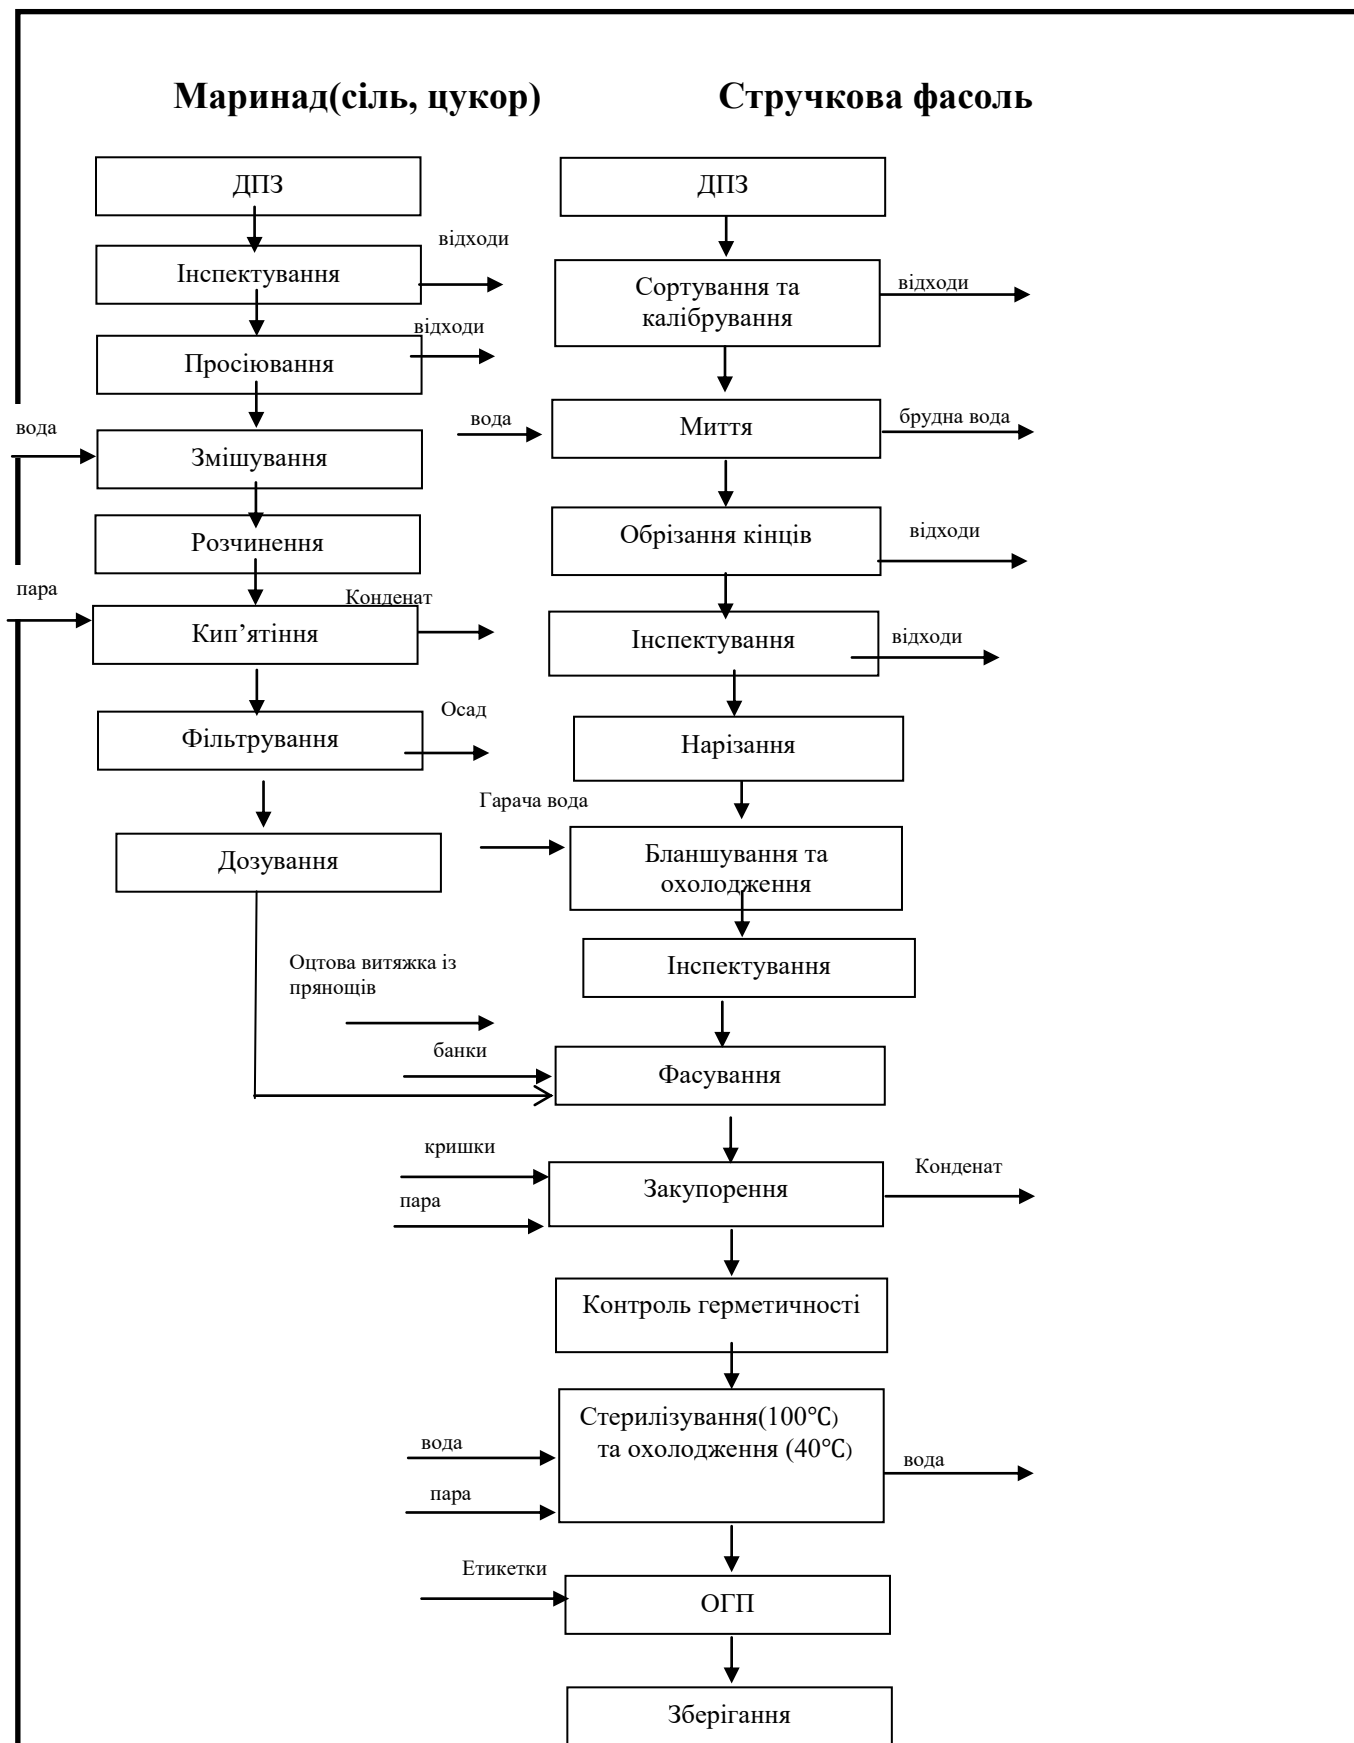 Маринад(сіль, цукор)
Стручкова фасоль
ДПЗ
ДПЗ
відходи
Інспектування
Сортування та
калібрування
відходи
відходи
Просіювання
вода
Змішування
вода
Миття
брудна вода
Розчинення
Обрізання кінців
відходи
пара
Конденат
Кип’ятіння
Інспектування
відходи
Осад
Фільтрування
Нарізання
Гарача вода
Дозування
Бланшування та
охолодження
Інспектування
Оцтова витяжка із
прянощів
банки
Фасування
кришки
пара
Закупорення
Конденат
Контроль герметичності
Стерилізування(100℃)
та охолодження (40℃)
вода
пара
вода
Етикетки
ОГП
Зберігання